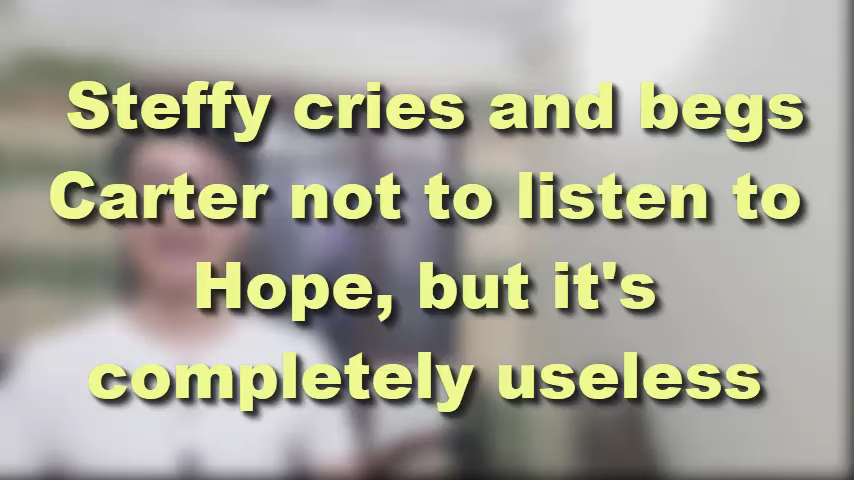 Steffy cries and begs
Carter not to listen to
Hope, but it's
completely useless